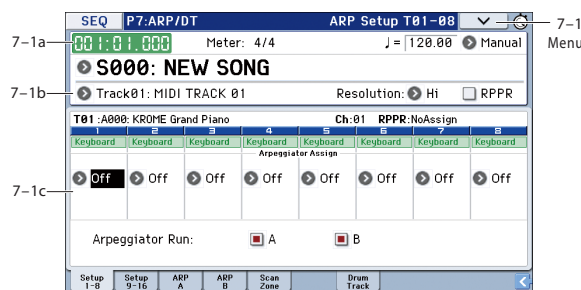 SEQ P7:ARP/DT ARP Setup T01-08
7-1
Menu
7-1a
001:01.000 Meter: 4/4 ♩= 120.00 Manual
S000: NEW SONG
7-1b
Track01: MIDI TRACK 01 Resolution: Hi RPPR
T01 :A000: KROME Grand Piano Ch:01 RPPR:NoAssign
1 2 3 4 5 6 7 8
Keyboard Keyboard Keyboard Keyboard Keyboard Keyboard Keyboard Keyboard
Arpeggiator Assign
7-1c
Off Off Off Off Off Off Off Off
Arpeggiator Run: A B
Setup 1-8 Setup 9-16 ARP A ARP B Scan Zone Drum Track